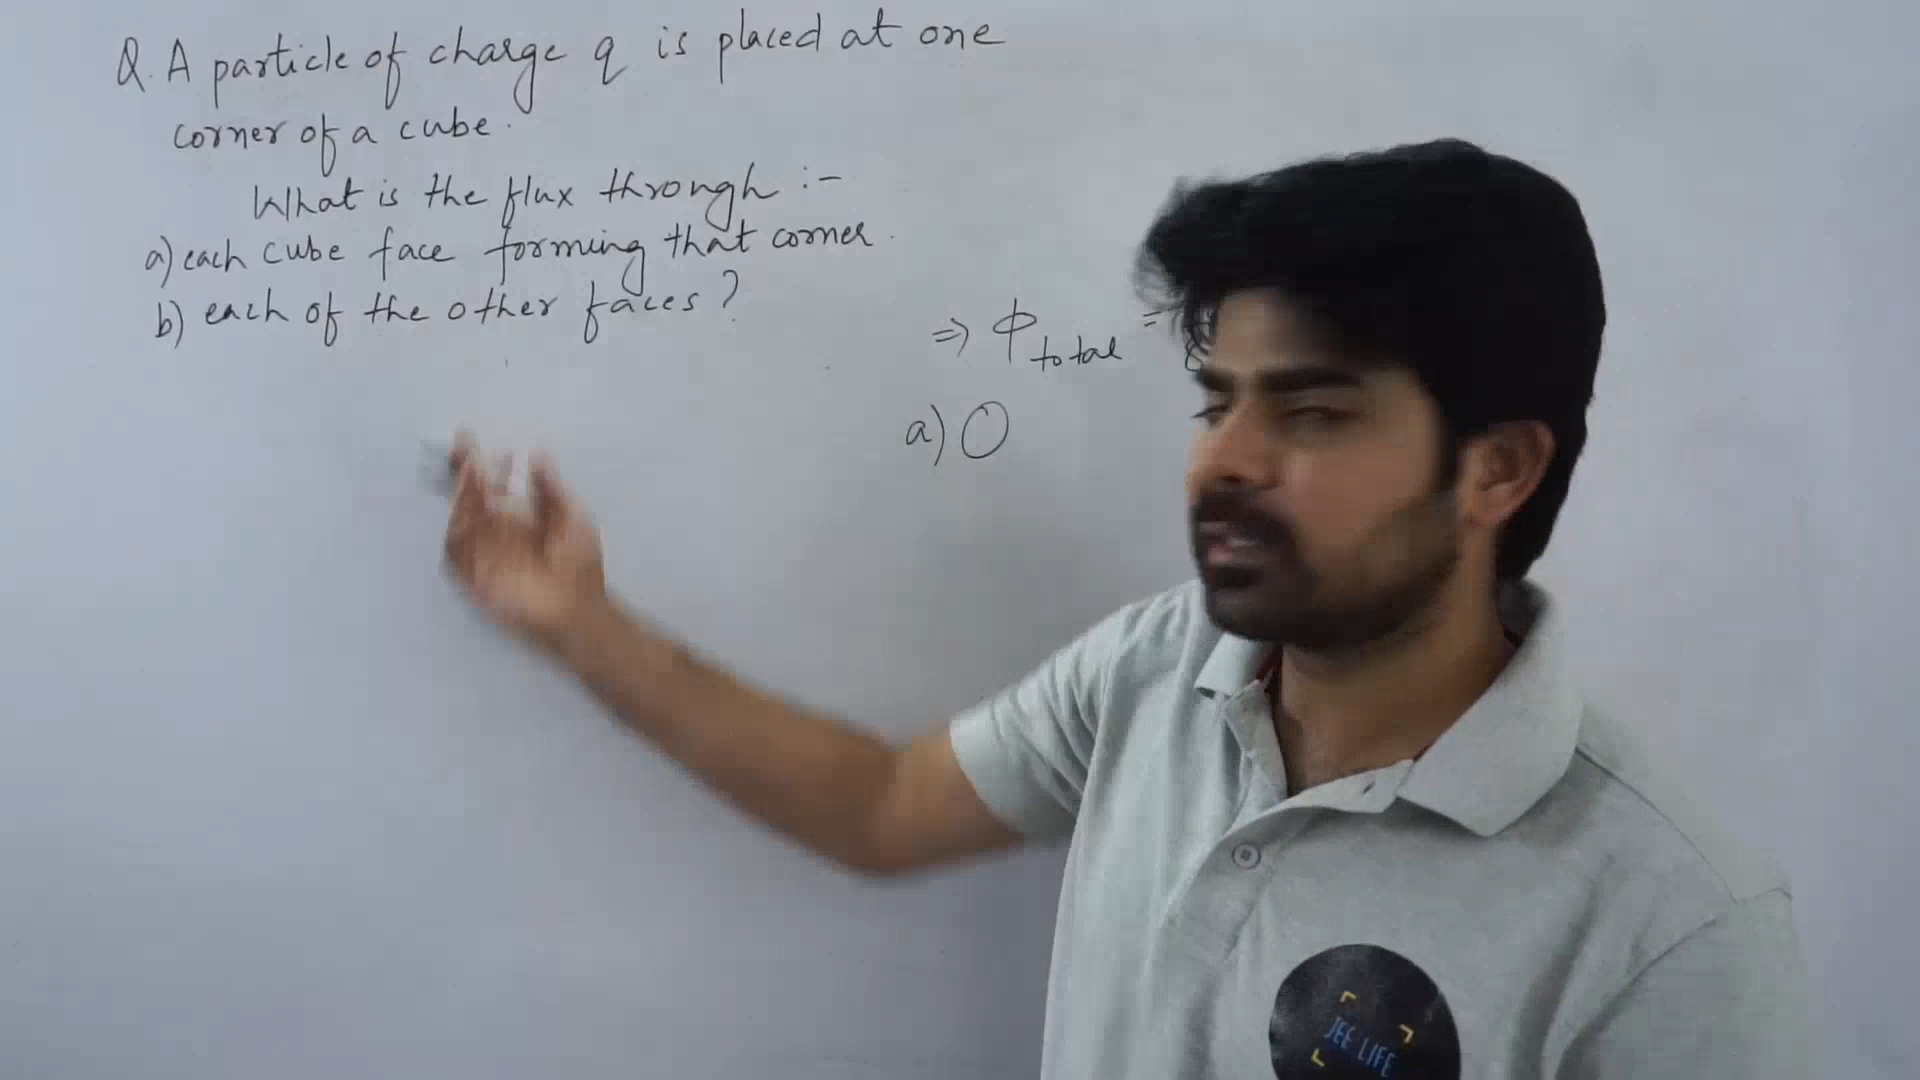 Q. A particle of charge q is placed at one
corner of a cube.
What is the flux through :-
a) each cube face forming that corner.
b) each of the other faces?
⇒ ϕtotal =
a) 0
JEE LIFE